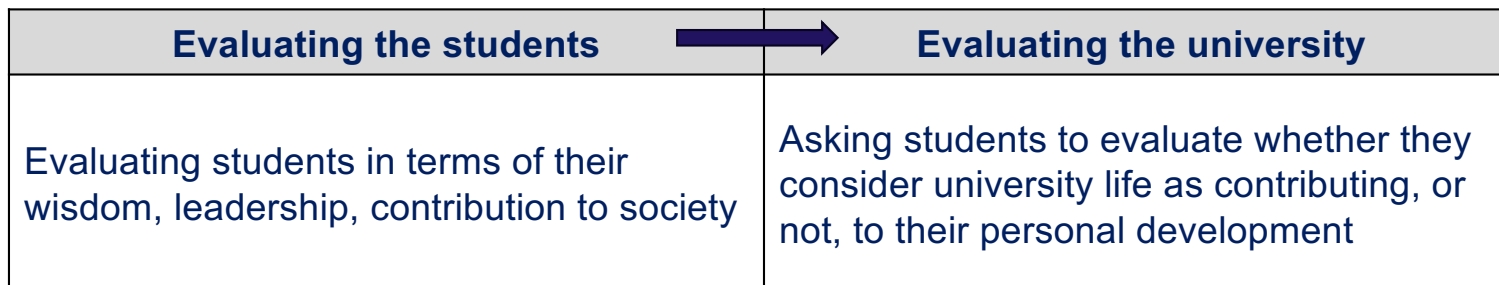 Evaluating the students
Evaluating the university
Evaluating students in terms of their
wisdom, leadership, contribution to society
Asking students to evaluate whether they
consider university life as contributing, or
not, to their personal development